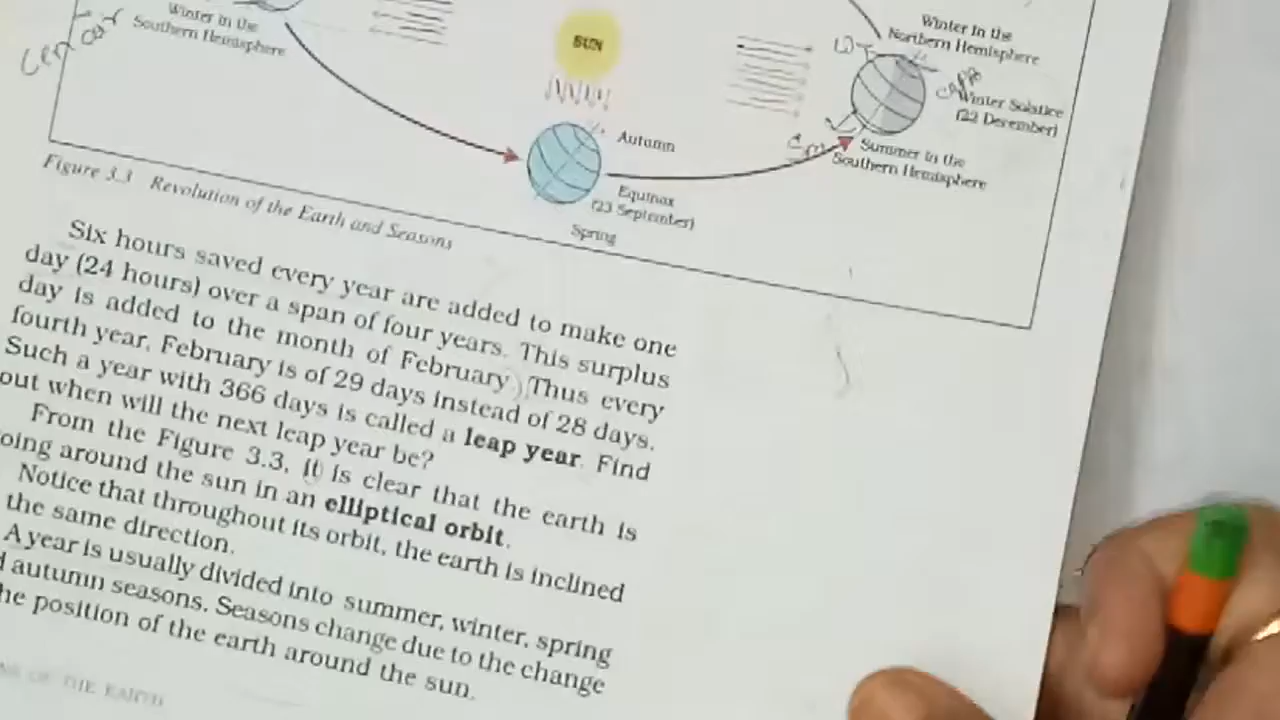 Winter in the
Southern Hemisphere
SUN
Winter in the
Northern Hemisphere
Winter Solstice
(22 December)
Summer in the
Southern Hemisphere
Autumn
Equinox
(23 September)
Spring
Figure 3.3 Revolution of the Earth and Seasons
Six hours saved every year are added to make one
day (24 hours) over a span of four years. This surplus
day is added to the month of February. Thus every
fourth year, February is of 29 days instead of 28 days.
Such a year with 366 days is called a leap year. Find
out when will the next leap year be?
From the Figure 3.3, it is clear that the earth is
oing around the sun in an elliptical orbit.
Notice that throughout its orbit, the earth is inclined
the same direction.
A year is usually divided into summer, winter, spring
d autumn seasons. Seasons change due to the change
he position of the earth around the sun.
OF THE EARTH